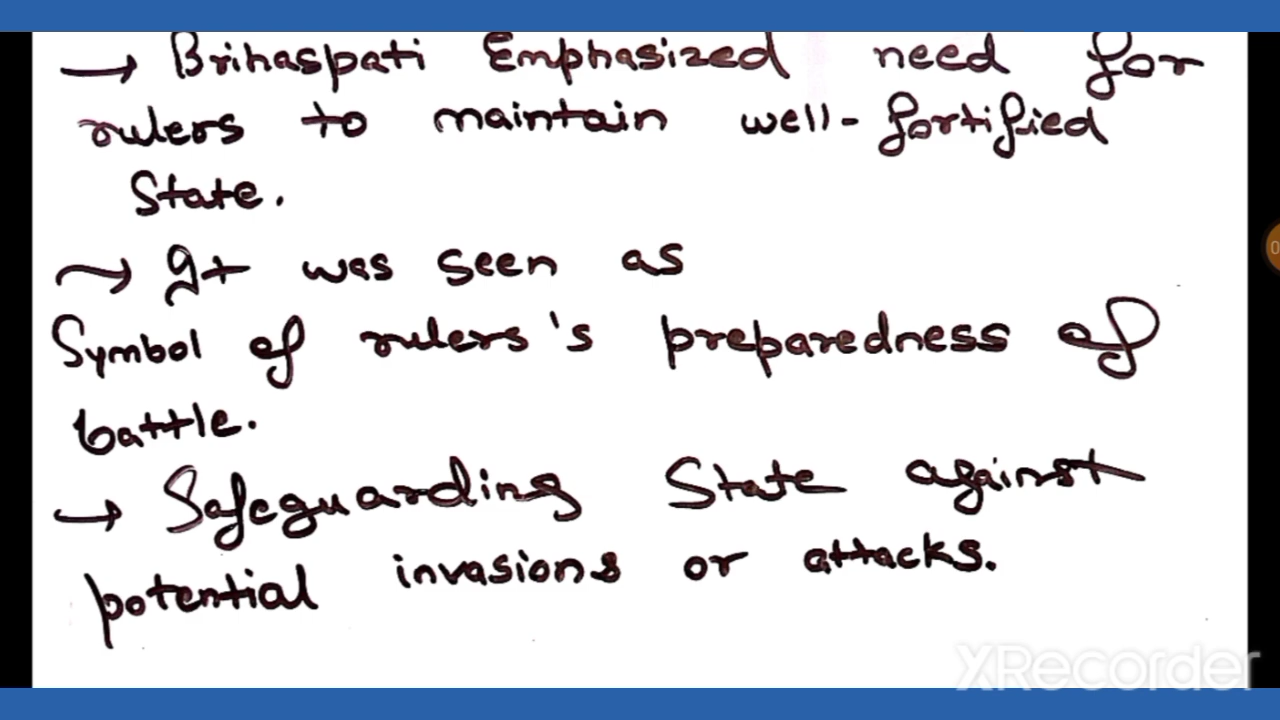 → Brihaspati Emphasized need for
rulers to maintain well-fortified
State.
→ It was seen as
Symbol of rulers's preparedness of
battle.
→ Safeguarding State against
potential invasions or attacks.
XRecorder